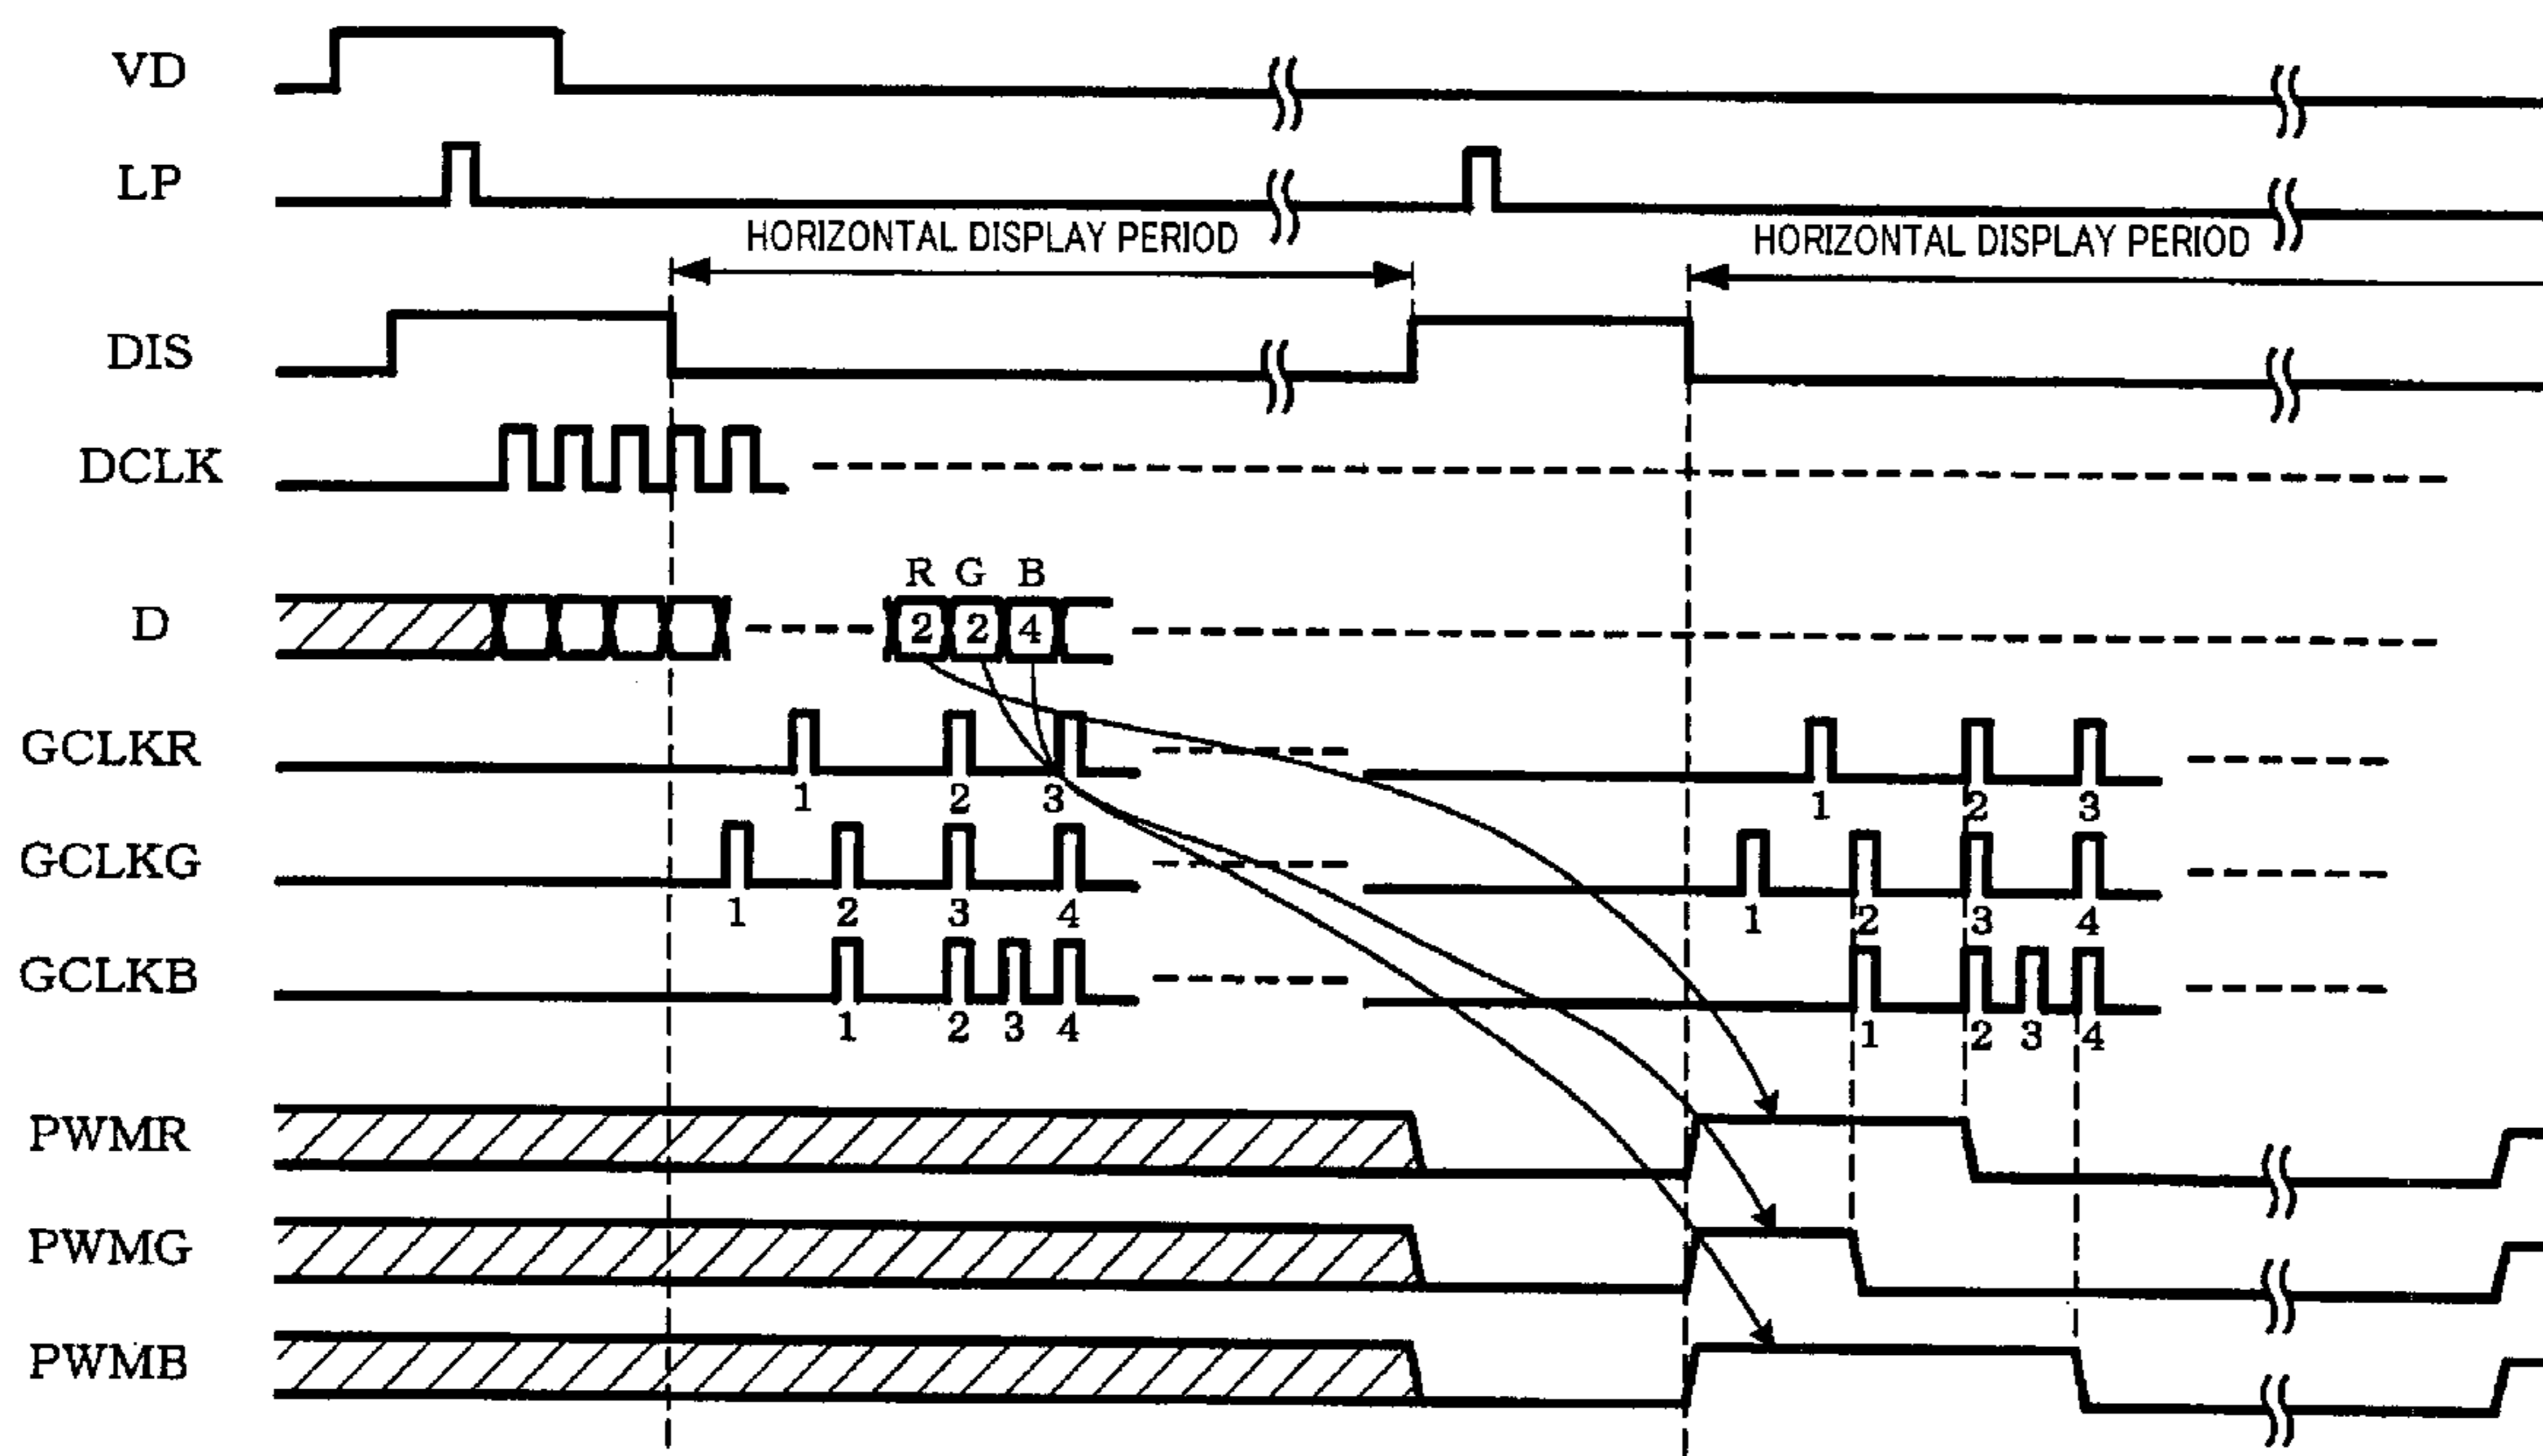 VD
LP
HORIZONTAL DISPLAY PERIOD HORIZONTAL DISPLAY PERIOD
DIS
DCLK
R G B
D 2 2 4
GCLKR
1 2 3 1 2 3
GCLKG
1 2 3 4 1 2 3 4
GCLKB
1 2 3 4 1 2 3 4
PWMR
PWMG
PWMB